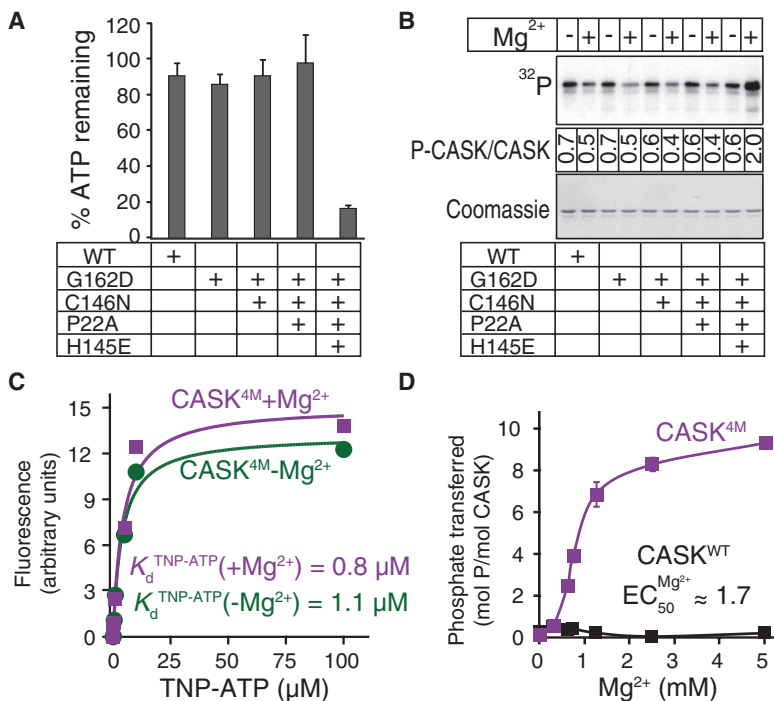 A
% ATP remaining
100
80
60
40
20
0
WT +
G162D + + + +
C146N + + +
P22A + +
H145E +
B
Mg2+ - + - + - + - + - +
32P
P-CASK/CASK 0.7 0.5 0.7 0.5 0.6 0.4 0.6 0.4 0.6 2.0
Coomassie
WT +
G162D + + + +
C146N + + +
P22A + +
H145E +
C
Fluorescence
(arbitrary units)
15
12
9
6
3
0
CASK4M+Mg2+
CASK4M-Mg2+
KdTNP-ATP(+Mg2+) = 0.8 µM
KdTNP-ATP(-Mg2+) = 1.1 µM
0 25 50 75 100
TNP-ATP (µM)
D
Phosphate transferred
(mol P/mol CASK)
10
8
6
4
2
0
CASK4M
CASKWT
EC50Mg2+ ≈ 1.7
0 1 2 3 4 5
Mg2+ (mM)